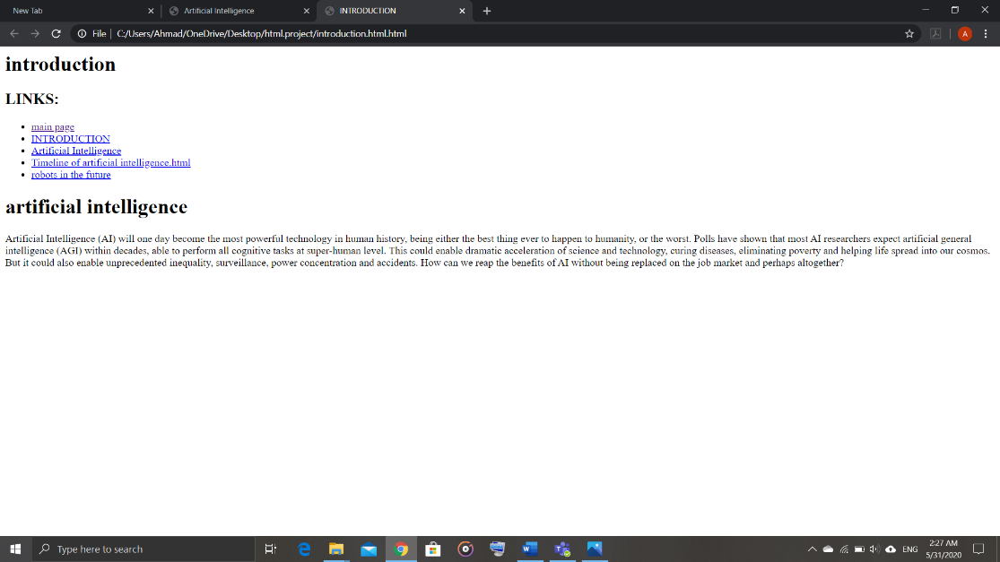 New Tab
Artificial Intelligence
INTRODUCTION
File | C:/Users/Ahmad/OneDrive/Desktop/html.project/introduction.html.html
A
introduction
LINKS:
main page
INTRODUCTION
Artificial Intelligence
Timeline of artificial intelligence.html
robots in the future
artificial intelligence
Artificial Intelligence (AI) will one day become the most powerful technology in human history, being either the best thing ever to happen to humanity, or the worst. Polls have shown that most AI researchers expect artificial general
intelligence (AGI) within decades, able to perform all cognitive tasks at super-human level. This could enable dramatic acceleration of science and technology, curing diseases, eliminating poverty and helping life spread into our cosmos.
But it could also enable unprecedented inequality, surveillance, power concentration and accidents. How can we reap the benefits of AI without being replaced on the job market and perhaps altogether?
Type here to search
ENG
2:27 AM
5/31/2020